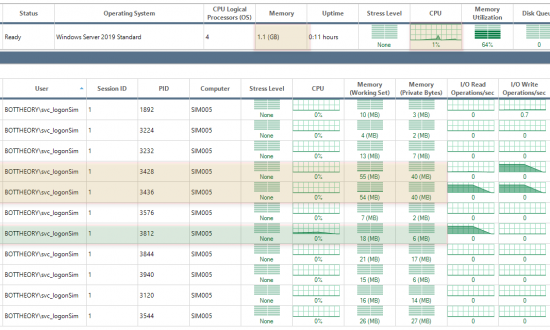 Status Operating System CPU Logical Processors (OS) Memory Uptime Stress Level CPU Memory Utilization Disk Queu
Ready Windows Server 2019 Standard 4 1.1 (GB) 0:11 hours None 1% 64% 0
User Session ID PID Computer Stress Level CPU Memory (Working Set) Memory (Private Bytes) I/O Read Operations/sec I/O Write Operations/sec
BOTTHEORY\svc_logonSim 1 1892 SIM005 None 0% 10 (MB) 3 (MB) 0 0.7
BOTTHEORY\svc_logonSim 1 3224 SIM005 None 0% 4 (MB) 2 (MB) 0 0
BOTTHEORY\svc_logonSim 1 3232 SIM005 None 0% 13 (MB) 7 (MB) 0 0
BOTTHEORY\svc_logonSim 1 3428 SIM005 None 0% 55 (MB) 40 (MB) 0 0
BOTTHEORY\svc_logonSim 1 3436 SIM005 None 0% 54 (MB) 40 (MB) 0 0
BOTTHEORY\svc_logonSim 1 3576 SIM005 None 0% 7 (MB) 2 (MB) 0 0
BOTTHEORY\svc_logonSim 1 3812 SIM005 None 0% 18 (MB) 6 (MB) 0 0
BOTTHEORY\svc_logonSim 1 3844 SIM005 None 0% 21 (MB) 17 (MB) 0 0
BOTTHEORY\svc_logonSim 1 3940 SIM005 None 0% 15 (MB) 6 (MB) 0 0
BOTTHEORY\svc_logonSim 1 3120 SIM005 None 0% 16 (MB) 14 (MB) 0 0
BOTTHEORY\svc_logonSim 1 3544 SIM005 None 0% 26 (MB) 27 (MB) 0 0